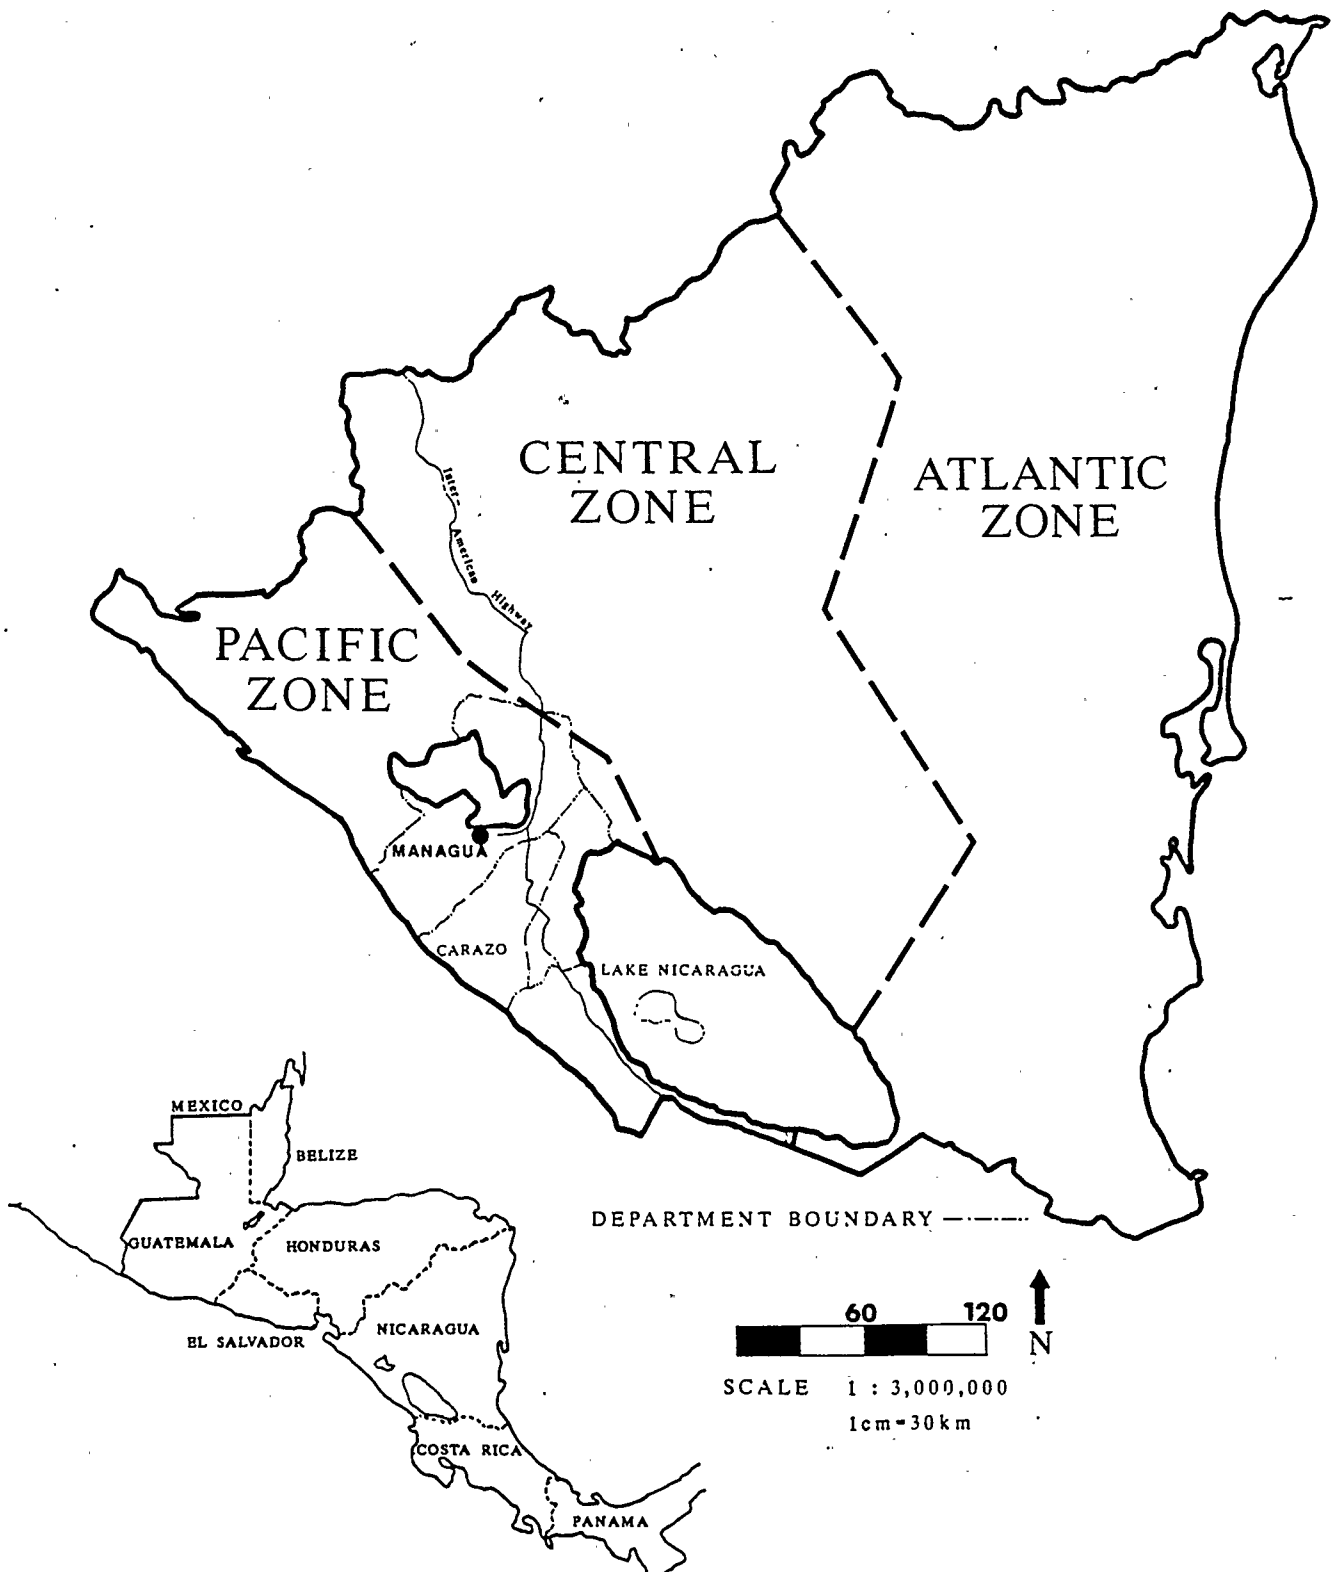 CENTRAL
ZONE
ATLANTIC
ZONE
Inter-
American
Highway
PACIFIC
ZONE
MANAGUA
CARAZO
LAKE NICARAGUA
MEXICO
BELIZE
GUATEMALA
HONDURAS
EL SALVADOR
NICARAGUA
COSTA RICA
PANAMA
DEPARTMENT BOUNDARY
60 120
N
SCALE 1 : 3,000,000
1cm=30km